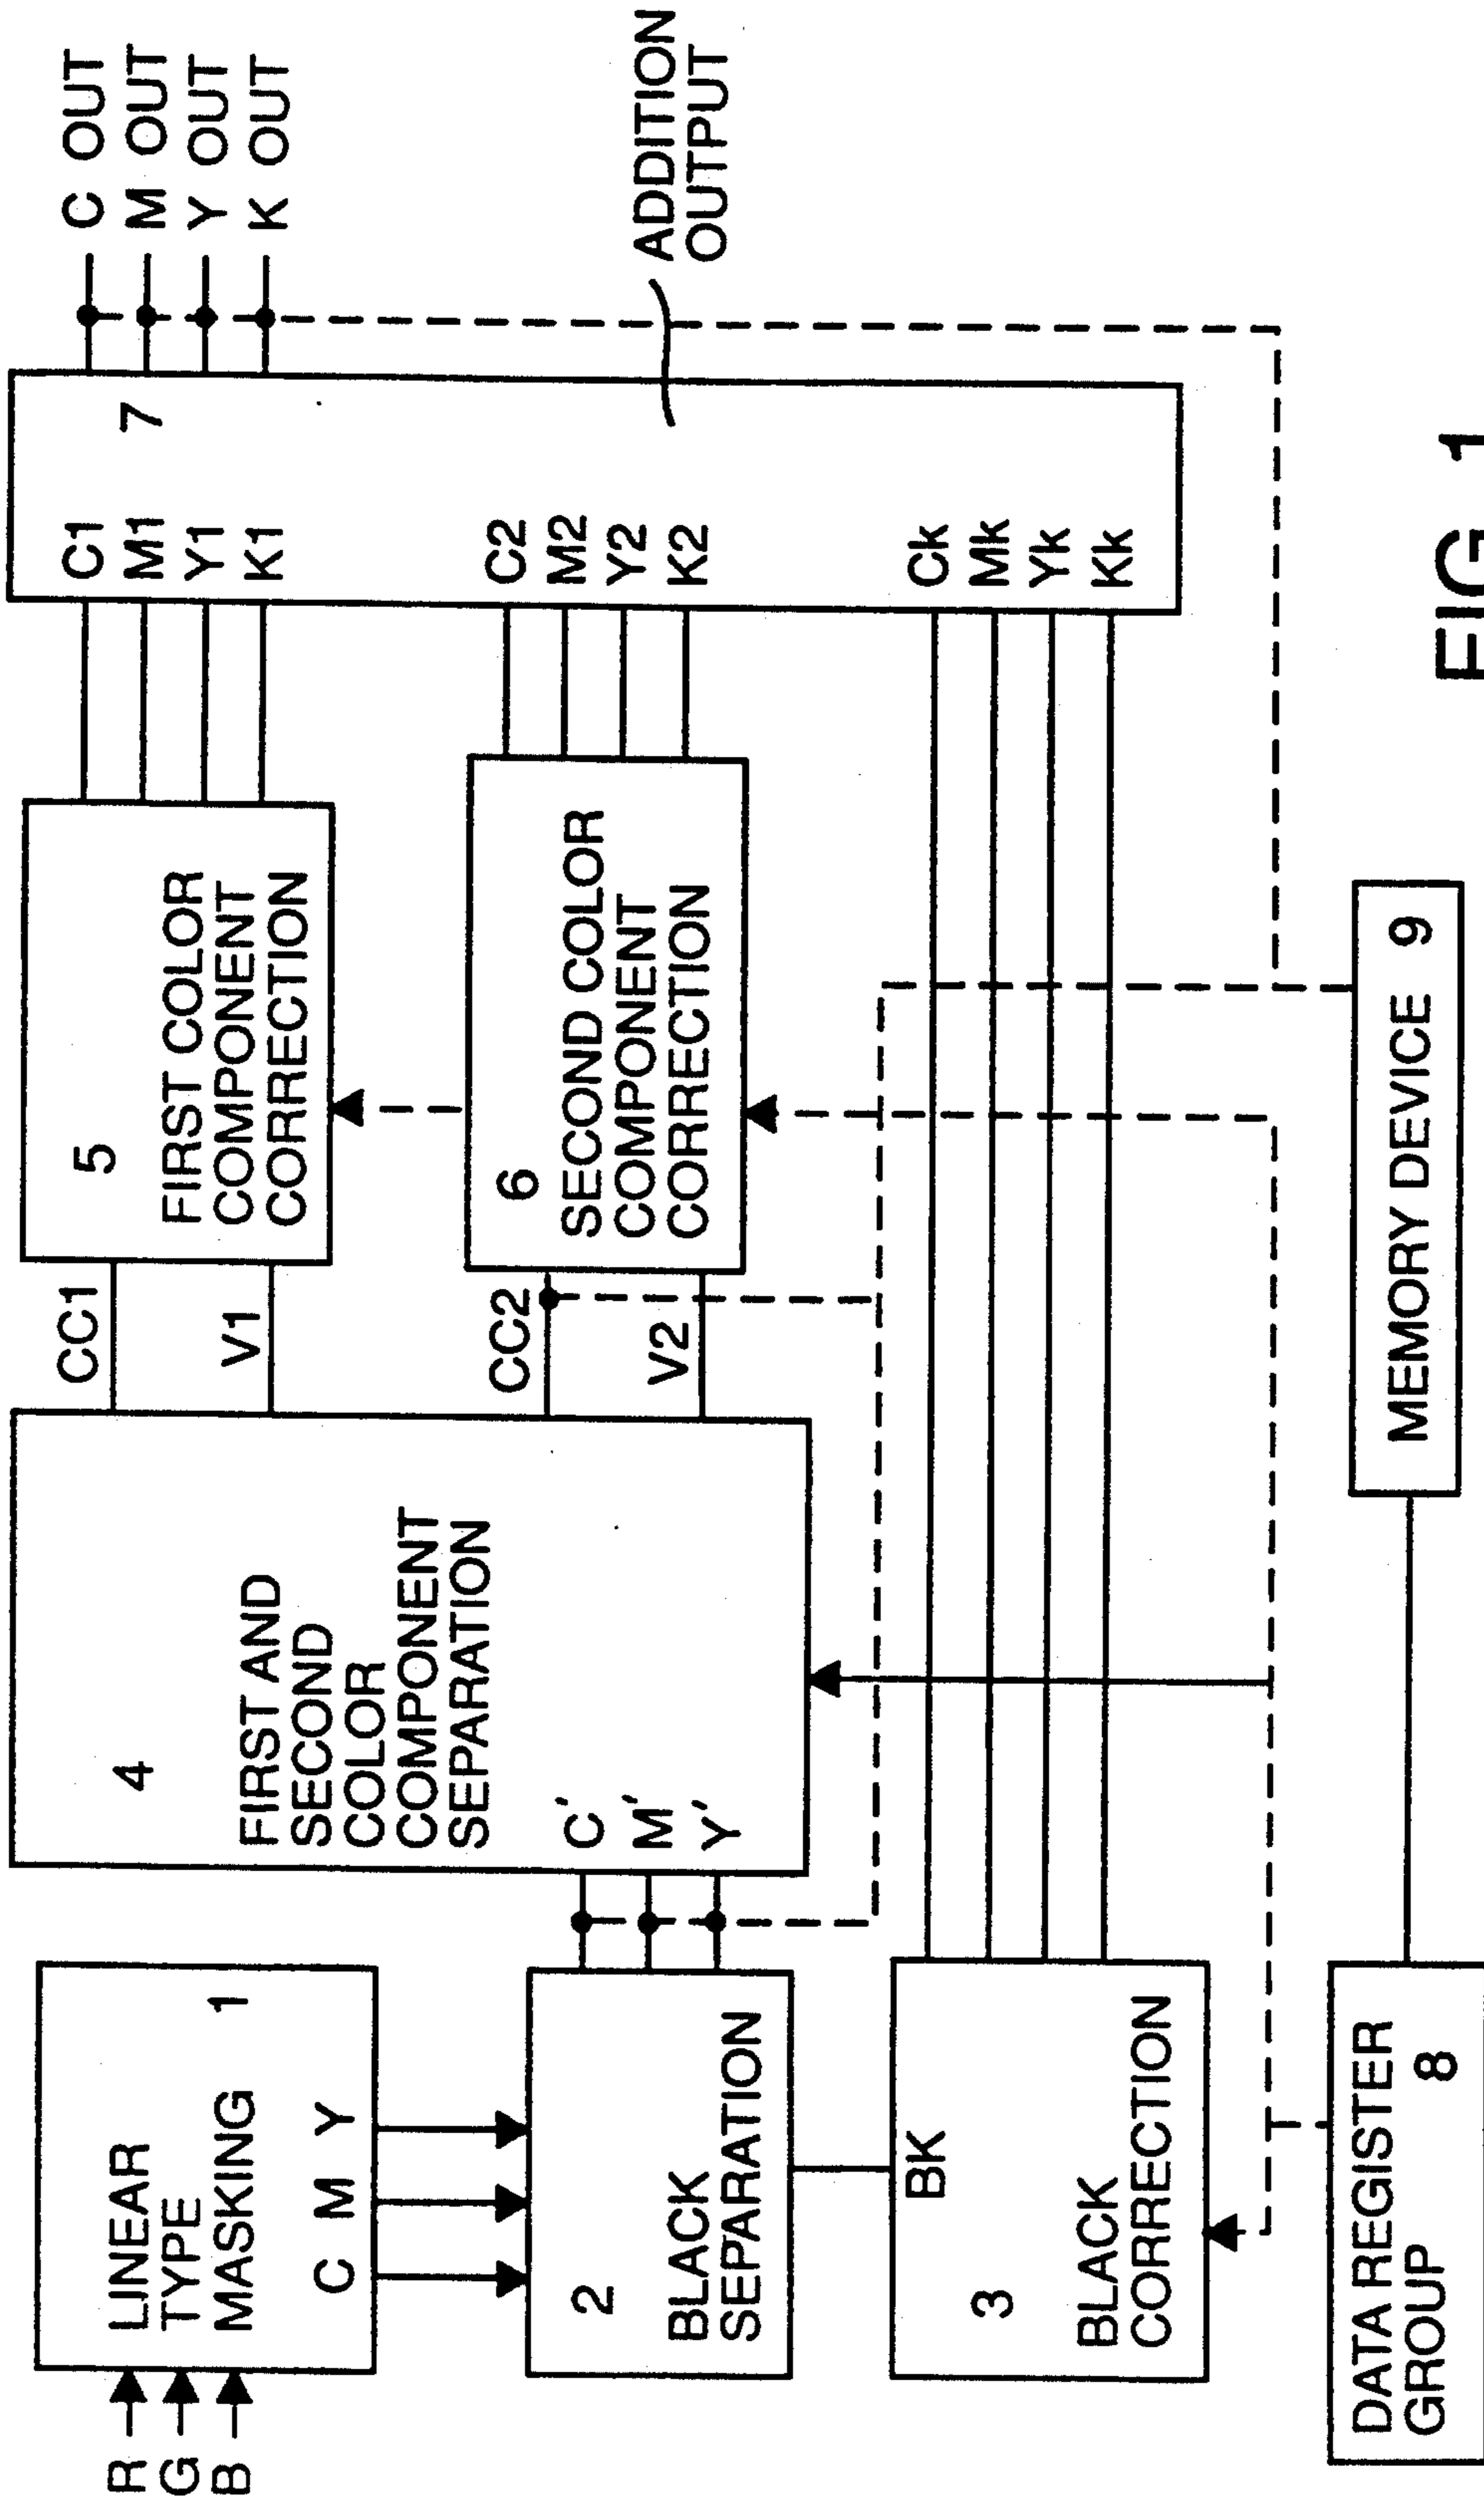 R
G
B
LINEAR
TYPE
MASKING 1
C M Y
2
BLACK
SEPARATION
BK
3
BLACK
CORRECTION
DATA REGISTER
GROUP 8
4
FIRST AND
SECOND
COLOR
COMPONENT
SEPARATION
C'
M'
Y'
CC1
V1
CC2
V2
5
FIRST COLOR
COMPONENT
CORRECTION
6
SECOND COLOR
COMPONENT
CORRECTION
MEMORY DEVICE 9
C1
M1
Y1
K1
7
C2
M2
Y2
K2
Ck
Mk
Yk
Kk
C OUT
M OUT
Y OUT
K OUT
ADDITION
OUTPUT
FIG. 1